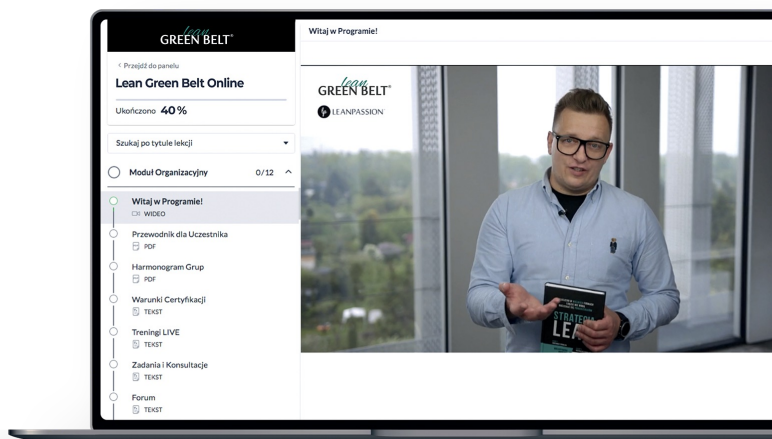 lean
GREEN BELT®
Witaj w Programie!
< Przejdź do panelu
Lean Green Belt Online
Ukończono 40%
Szukaj po tytule lekcji
Moduł Organizacyjny 0/12
Witaj w Programie!
WIDEO
Przewodnik dla Uczestnika
PDF
Harmonogram Grup
PDF
Warunki Certyfikacji
TEKST
Treningi LIVE
TEKST
Zadania i Konsultacje
TEKST
Forum
TEKST
lean
GREEN BELT®
LEANPASSION
STRATEGIA